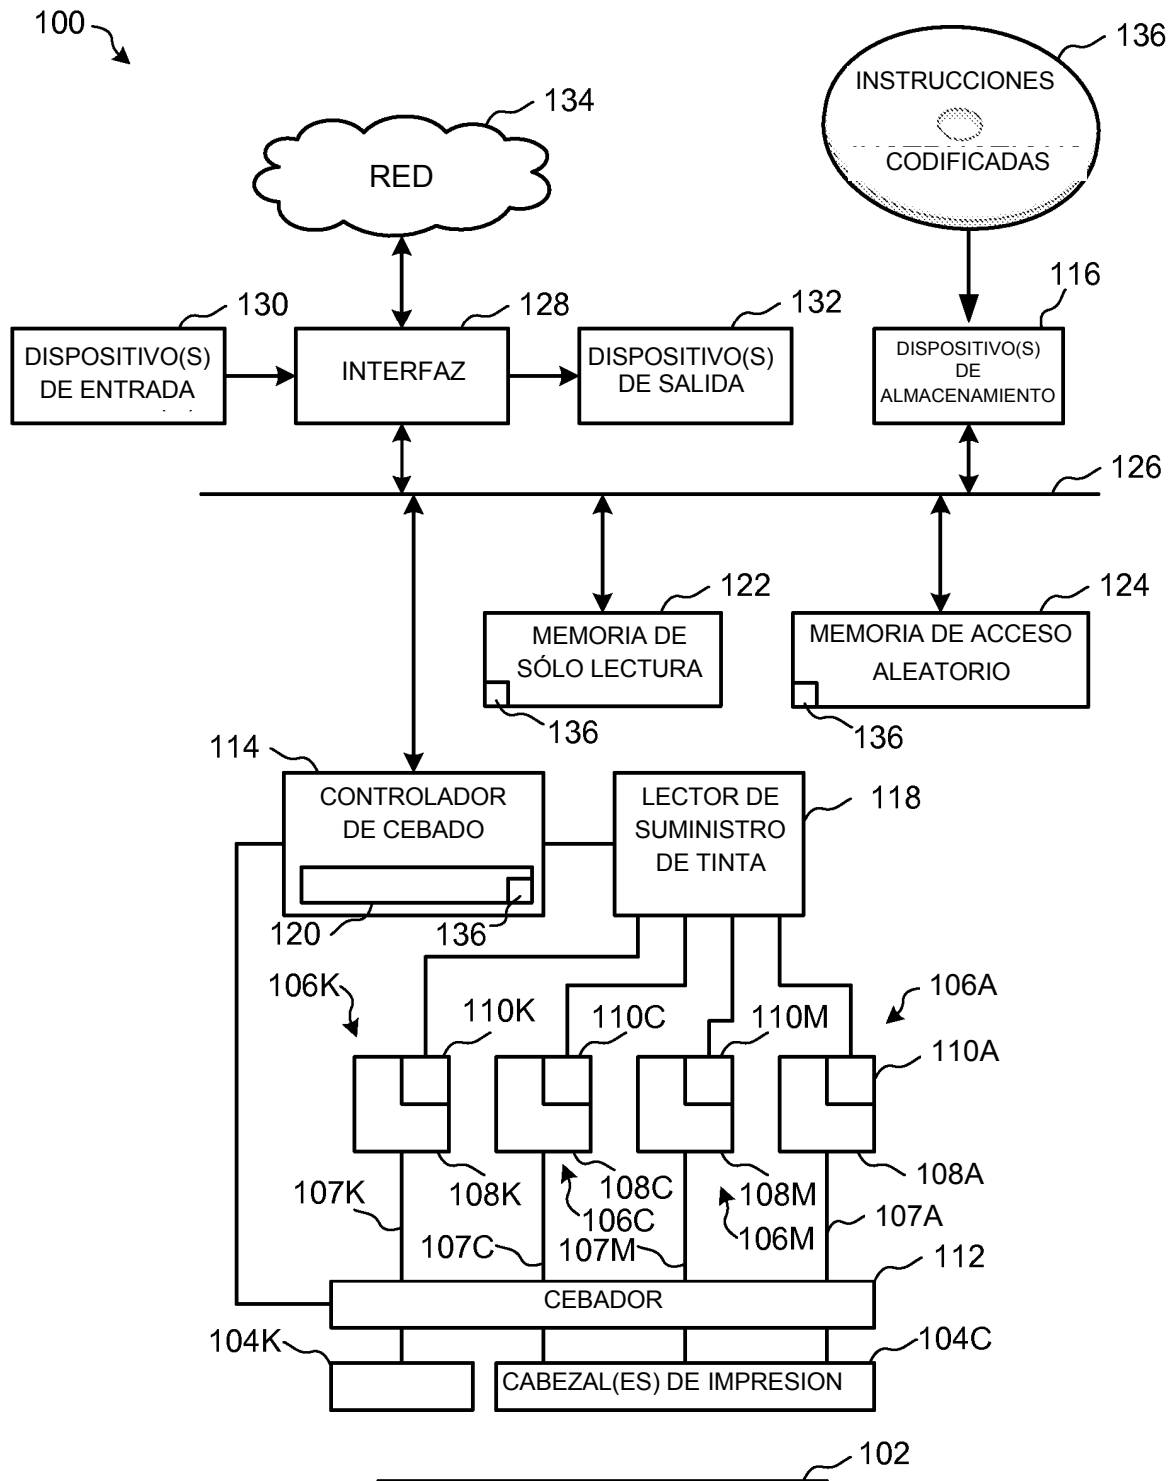 100
136
INSTRUCCIONES
CODIFICADAS
134
RED
130
128
132
116
DISPOSITIVO(S)
DE ENTRADA
INTERFAZ
DISPOSITIVO(S)
DE SALIDA
DISPOSITIVO(S)
DE
ALMACENAMIENTO
126
122
124
MEMORIA DE
SÓLO LECTURA
MEMORIA DE ACCESO
ALEATORIO
136
136
114
CONTROLADOR
DE CEBADO
LECTOR DE
SUMINISTRO
DE TINTA
118
120
136
106K
110K
110C
110M
106A
110A
108K
108C
108M
108A
107K
106C
106M
107A
107C
107M
112
CEBADOR
104K
104C
CABEZAL(ES) DE IMPRESION
102